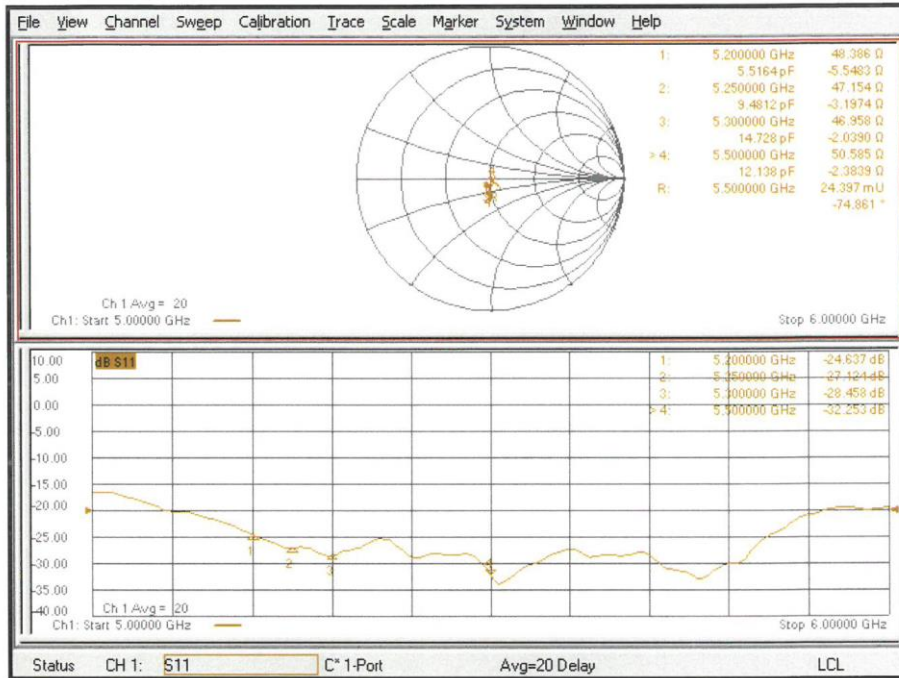 File View Channel Sweep Calibration Trace Scale Marker System Window Help
1: 5.200000 GHz 48.386 Ω
5.5164 pF -5.5483 Ω
2: 5.250000 GHz 47.154 Ω
9.4812 pF -3.1974 Ω
3: 5.300000 GHz 46.958 Ω
14.728 pF -2.0390 Ω
> 4: 5.500000 GHz 50.585 Ω
12.138 pF -2.3839 Ω
R: 5.500000 GHz 24.397 mU
-74.861 °
Ch 1 Avg = 20
Ch1: Start 5.00000 GHz Stop 6.00000 GHz
10.00 dB S11 1: 5.200000 GHz -24.637 dB
5.00 2: 5.250000 GHz -27.124 dB
3: 5.300000 GHz -28.458 dB
0.00 > 4: 5.500000 GHz -32.253 dB
-5.00
-10.00
-15.00
-20.00
-25.00
1 2 3
-30.00
-35.00
-40.00 Ch 1 Avg = 20
Ch1: Start 5.00000 GHz Stop 6.00000 GHz
Status CH 1: S11 C* 1-Port Avg=20 Delay LCL